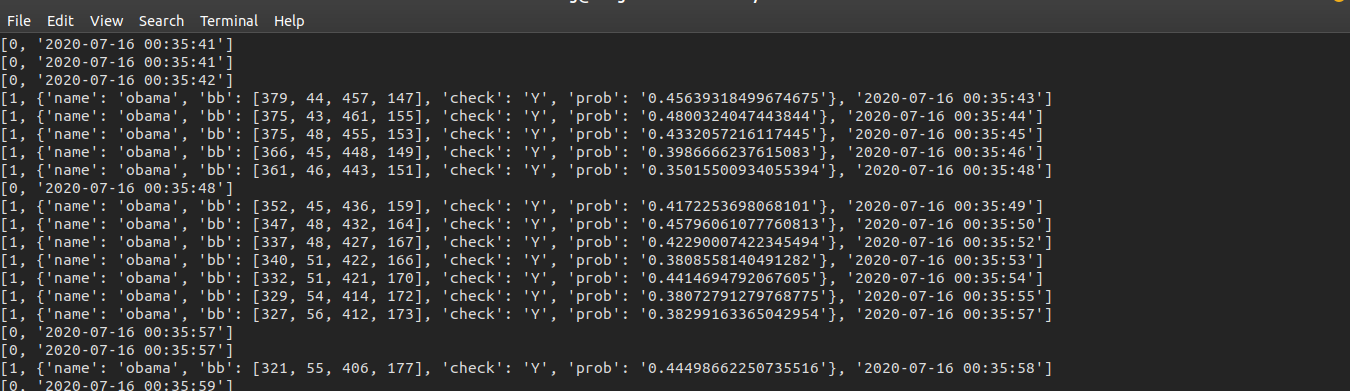 File Edit View Search Terminal Help
[0, '2020-07-16 00:35:41']
[0, '2020-07-16 00:35:41']
[0, '2020-07-16 00:35:42']
[1, {'name': 'obama', 'bb': [379, 44, 457, 147], 'check': 'Y', 'prob': '0.45639318499674675'}, '2020-07-16 00:35:43']
[1, {'name': 'obama', 'bb': [375, 43, 461, 155], 'check': 'Y', 'prob': '0.4800324047443844'}, '2020-07-16 00:35:44']
[1, {'name': 'obama', 'bb': [375, 48, 455, 153], 'check': 'Y', 'prob': '0.4332057216117445'}, '2020-07-16 00:35:45']
[1, {'name': 'obama', 'bb': [366, 45, 448, 149], 'check': 'Y', 'prob': '0.3986666237615083'}, '2020-07-16 00:35:46']
[1, {'name': 'obama', 'bb': [361, 46, 443, 151], 'check': 'Y', 'prob': '0.35015500934055394'}, '2020-07-16 00:35:48']
[0, '2020-07-16 00:35:48']
[1, {'name': 'obama', 'bb': [352, 45, 436, 159], 'check': 'Y', 'prob': '0.4172253698068101'}, '2020-07-16 00:35:49']
[1, {'name': 'obama', 'bb': [347, 48, 432, 164], 'check': 'Y', 'prob': '0.45796061077760813'}, '2020-07-16 00:35:50']
[1, {'name': 'obama', 'bb': [337, 48, 427, 167], 'check': 'Y', 'prob': '0.42290007422345494'}, '2020-07-16 00:35:52']
[1, {'name': 'obama', 'bb': [340, 51, 422, 166], 'check': 'Y', 'prob': '0.3808558140491282'}, '2020-07-16 00:35:53']
[1, {'name': 'obama', 'bb': [332, 51, 421, 170], 'check': 'Y', 'prob': '0.4414694792067605'}, '2020-07-16 00:35:54']
[1, {'name': 'obama', 'bb': [329, 54, 414, 172], 'check': 'Y', 'prob': '0.38072791279768775'}, '2020-07-16 00:35:55']
[1, {'name': 'obama', 'bb': [327, 56, 412, 173], 'check': 'Y', 'prob': '0.38299163365042954'}, '2020-07-16 00:35:57']
[0, '2020-07-16 00:35:57']
[0, '2020-07-16 00:35:57']
[1, {'name': 'obama', 'bb': [321, 55, 406, 177], 'check': 'Y', 'prob': '0.44498662250735516'}, '2020-07-16 00:35:58']
[0, '2020-07-16 00:35:59']